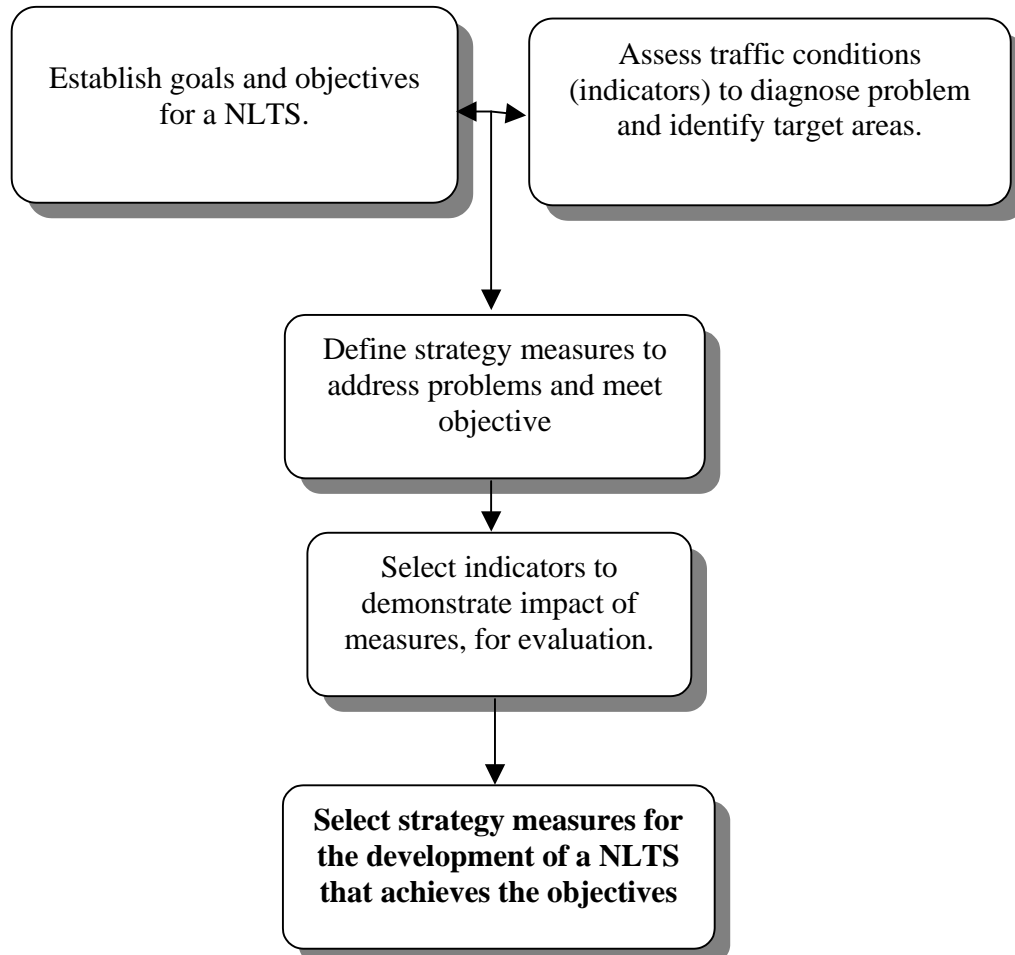 Establish goals and objectives
for a NLTS.
Assess traffic conditions
(indicators) to diagnose problem
and identify target areas.
Define strategy measures to
address problems and meet
objective
Select indicators to
demonstrate impact of
measures, for evaluation.
Select strategy measures for
the development of a NLTS
that achieves the objectives